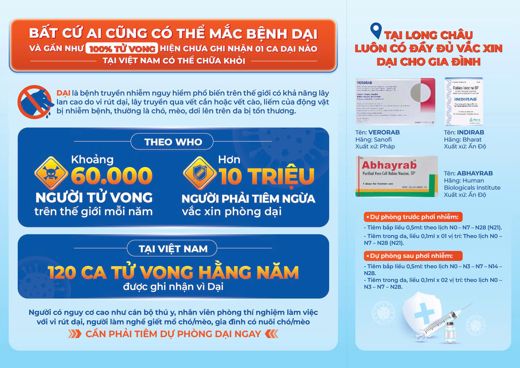 BẤT CỨ AI CŨNG CÓ THỂ MẮC BỆNH DẠI
VÀ GẦN NHƯ 100% TỬ VONG HIỆN CHƯA GHI NHẬN 01 CA DẠI NÀO
TẠI VIỆT NAM CÓ THỂ CHỮA KHỎI
DẠI là bệnh truyền nhiễm nguy hiểm phổ biến trên thế giới có khả năng lây
lan cao do vi rút dại, lây truyền qua vết cắn hoặc vết cào, liếm của động vật
bị nhiễm bệnh, thường là chó, mèo, dơi lên trên da bị tổn thương.
THEO WHO
Khoảng
60.000
NGƯỜI TỬ VONG
trên thế giới mỗi năm
Hơn
10 TRIỆU
NGƯỜI PHẢI TIÊM NGỪA
vắc xin phòng dại
TẠI VIỆT NAM
120 CA TỬ VONG HẰNG NĂM
được ghi nhận vì Dại
Người có nguy cơ cao như cán bộ thú y, nhân viên phòng thí nghiệm làm việc
với vi rút dại, người làm nghề giết mổ chó/mèo, gia đình có nuôi chó/mèo
CẦN PHẢI TIÊM DỰ PHÒNG DẠI NGAY
TẠI LONG CHÂU
LUÔN CÓ ĐẦY ĐỦ VẮC XIN
DẠI CHO GIA ĐÌNH
VERORAB
INDIRAB
Tên: VERORAB
Hãng: Sanofi
Xuất xứ: Pháp
Tên: INDIRAB
Hãng: Bharat
Xuất xứ: Ấn Độ
Abhayrab
Tên: ABHAYRAB
Hãng: Human
Biologicals Institute
Xuất xứ: Ấn Độ
• Dự phòng trước phơi nhiễm:
- Tiêm bắp liều 0,5ml: theo lịch N0 – N7 – N28 (N21).
- Tiêm trong da, liều 0,1ml x 01 vị trí: Theo lịch N0 –
N7 – N28 (N21).
• Dự phòng sau phơi nhiễm:
- Tiêm bắp liều 0,5ml: theo lịch N0 – N3 – N7 – N14 –
N28.
- Tiêm trong da, liều 0,1ml x 02 vị trí: Theo lịch N0 –
N3 – N7 – N28.